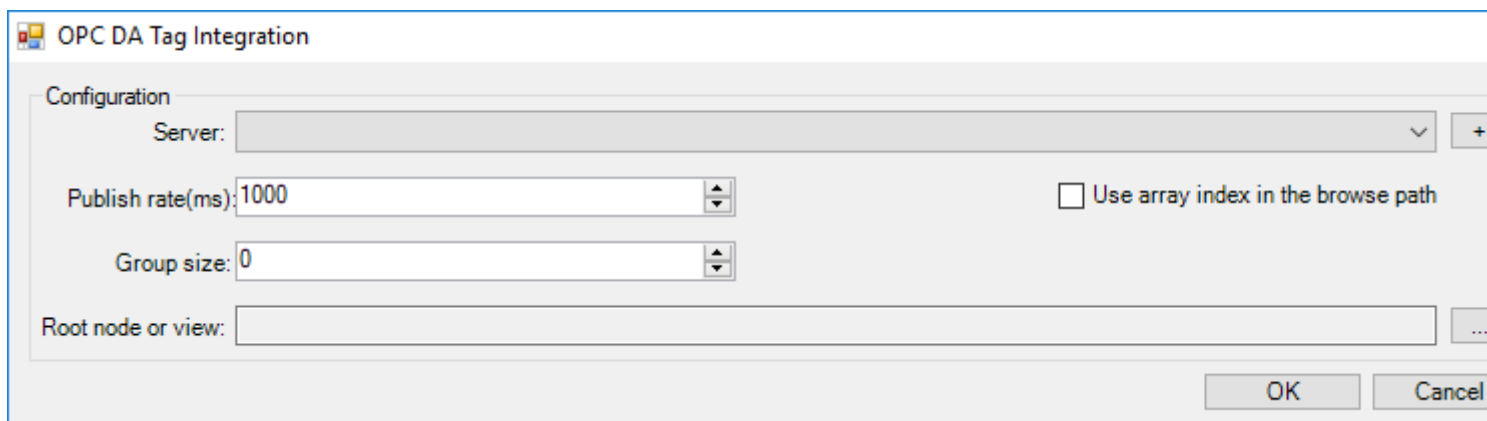 OPC DA Tag Integration
Configuration
Server:
+
Publish rate(ms): 1000
Use array index in the browse path
Group size: 0
Root node or view:
...
OK
Cancel